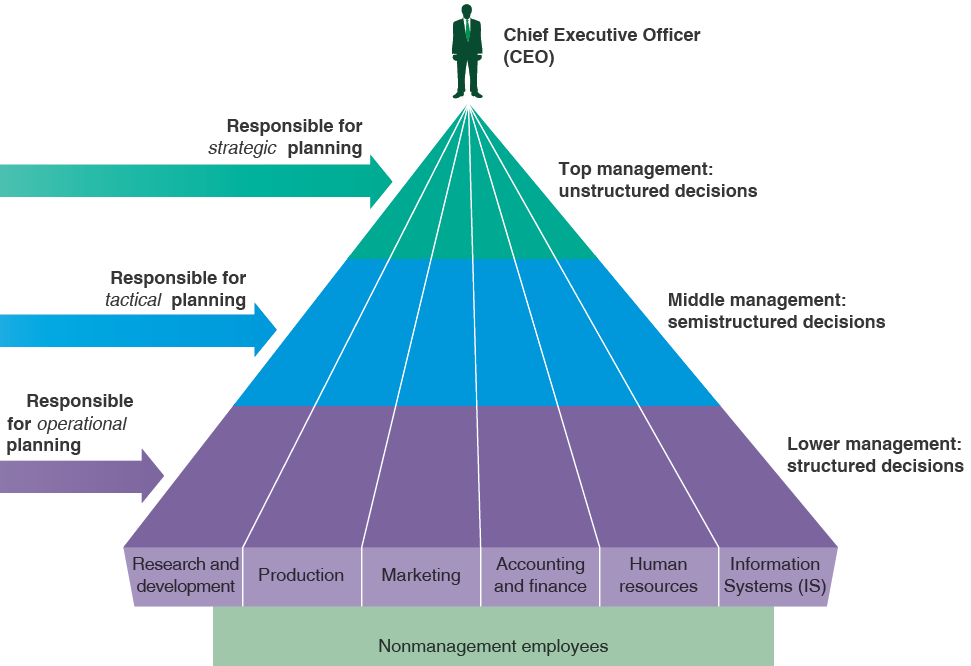 Chief Executive Officer
(CEO)
Responsible for
strategic planning
Top management:
unstructured decisions
Responsible for
tactical planning
Middle management:
semistructured decisions
Responsible
for operational
planning
Lower management:
structured decisions
Research and
development
Production
Marketing
Accounting
and finance
Human
resources
Information
Systems (IS)
Nonmanagement employees